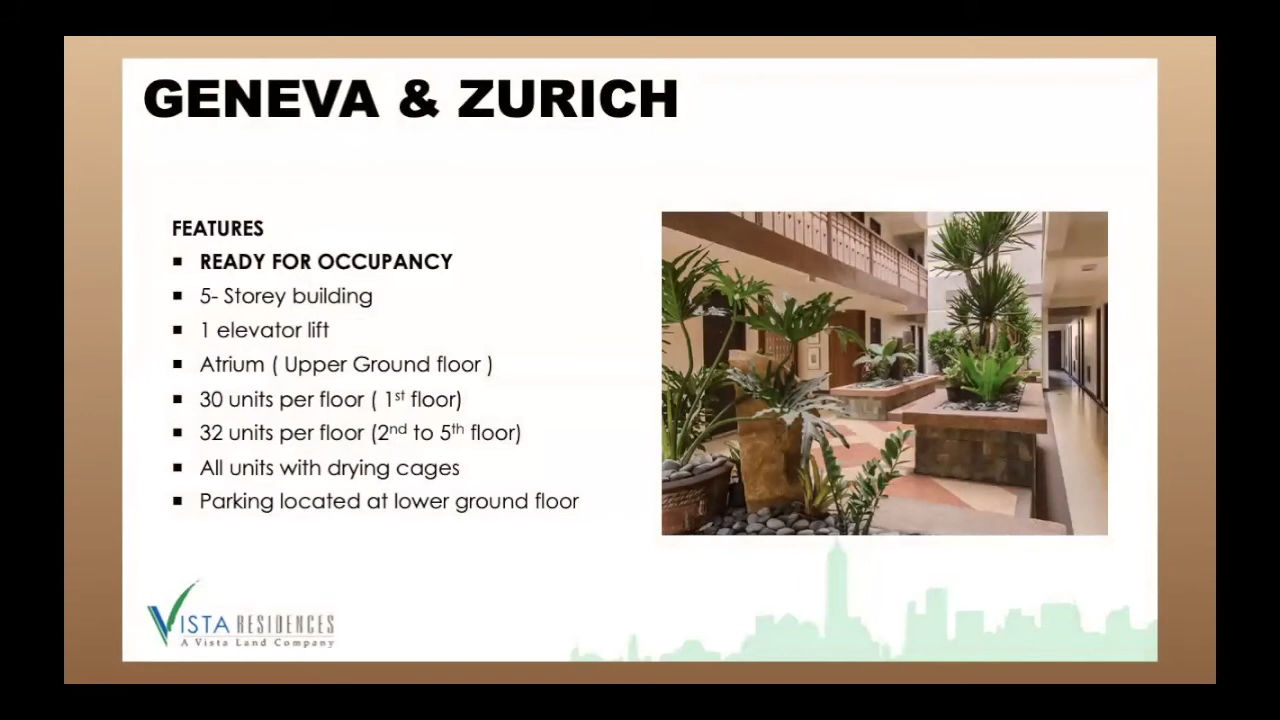 GENEVA & ZURICH
FEATURES
▪ READY FOR OCCUPANCY
▪ 5- Storey building
▪ 1 elevator lift
▪ Atrium ( Upper Ground floor )
▪ 30 units per floor ( 1st floor)
▪ 32 units per floor (2nd to 5th floor)
▪ All units with drying cages
▪ Parking located at lower ground floor
VISTA RESIDENCES
A Vista Land Company